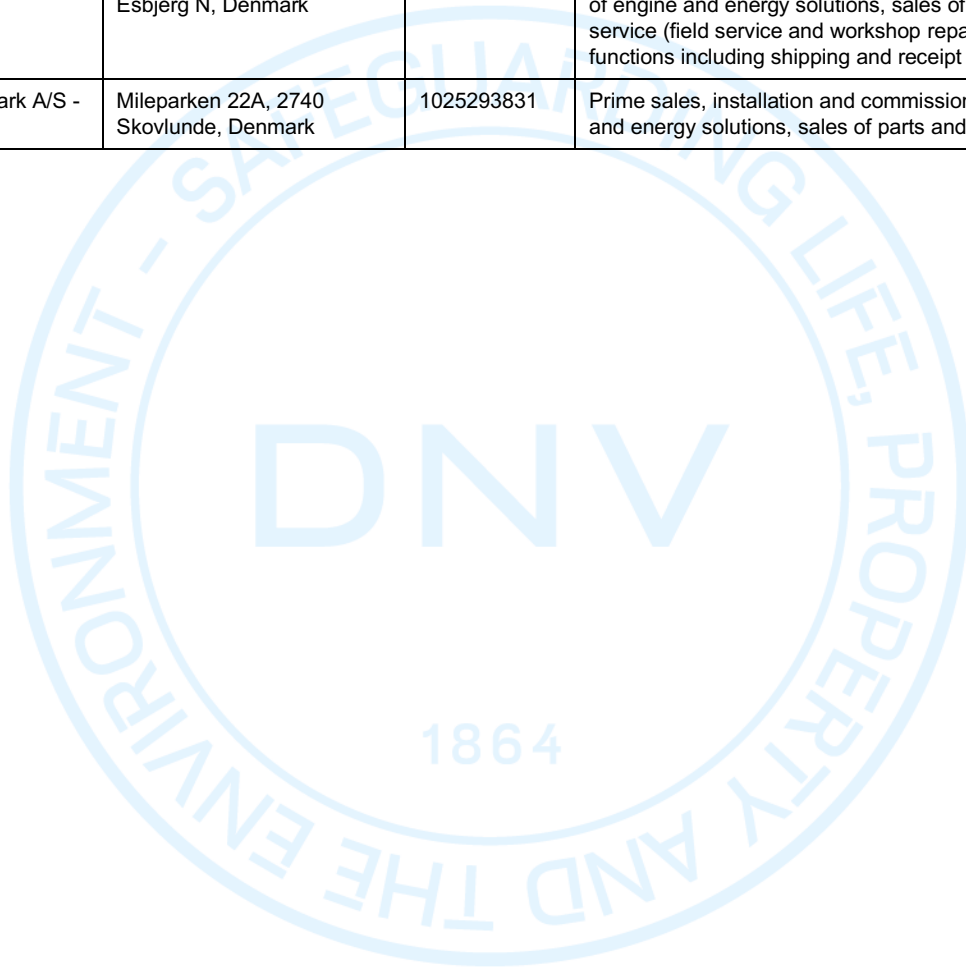 Esbjerg N, Denmark
of engine and energy solutions, sales of
service (field service and workshop repa
functions including shipping and receipt
ark A/S - 
Mileparken 22A, 2740
Skovlunde, Denmark
1025293831
Prime sales, installation and commission
and energy solutions, sales of parts and
SAFEGUARDING LIFE, PROPERTY AND THE ENVIRONMENT -
DNV
1864